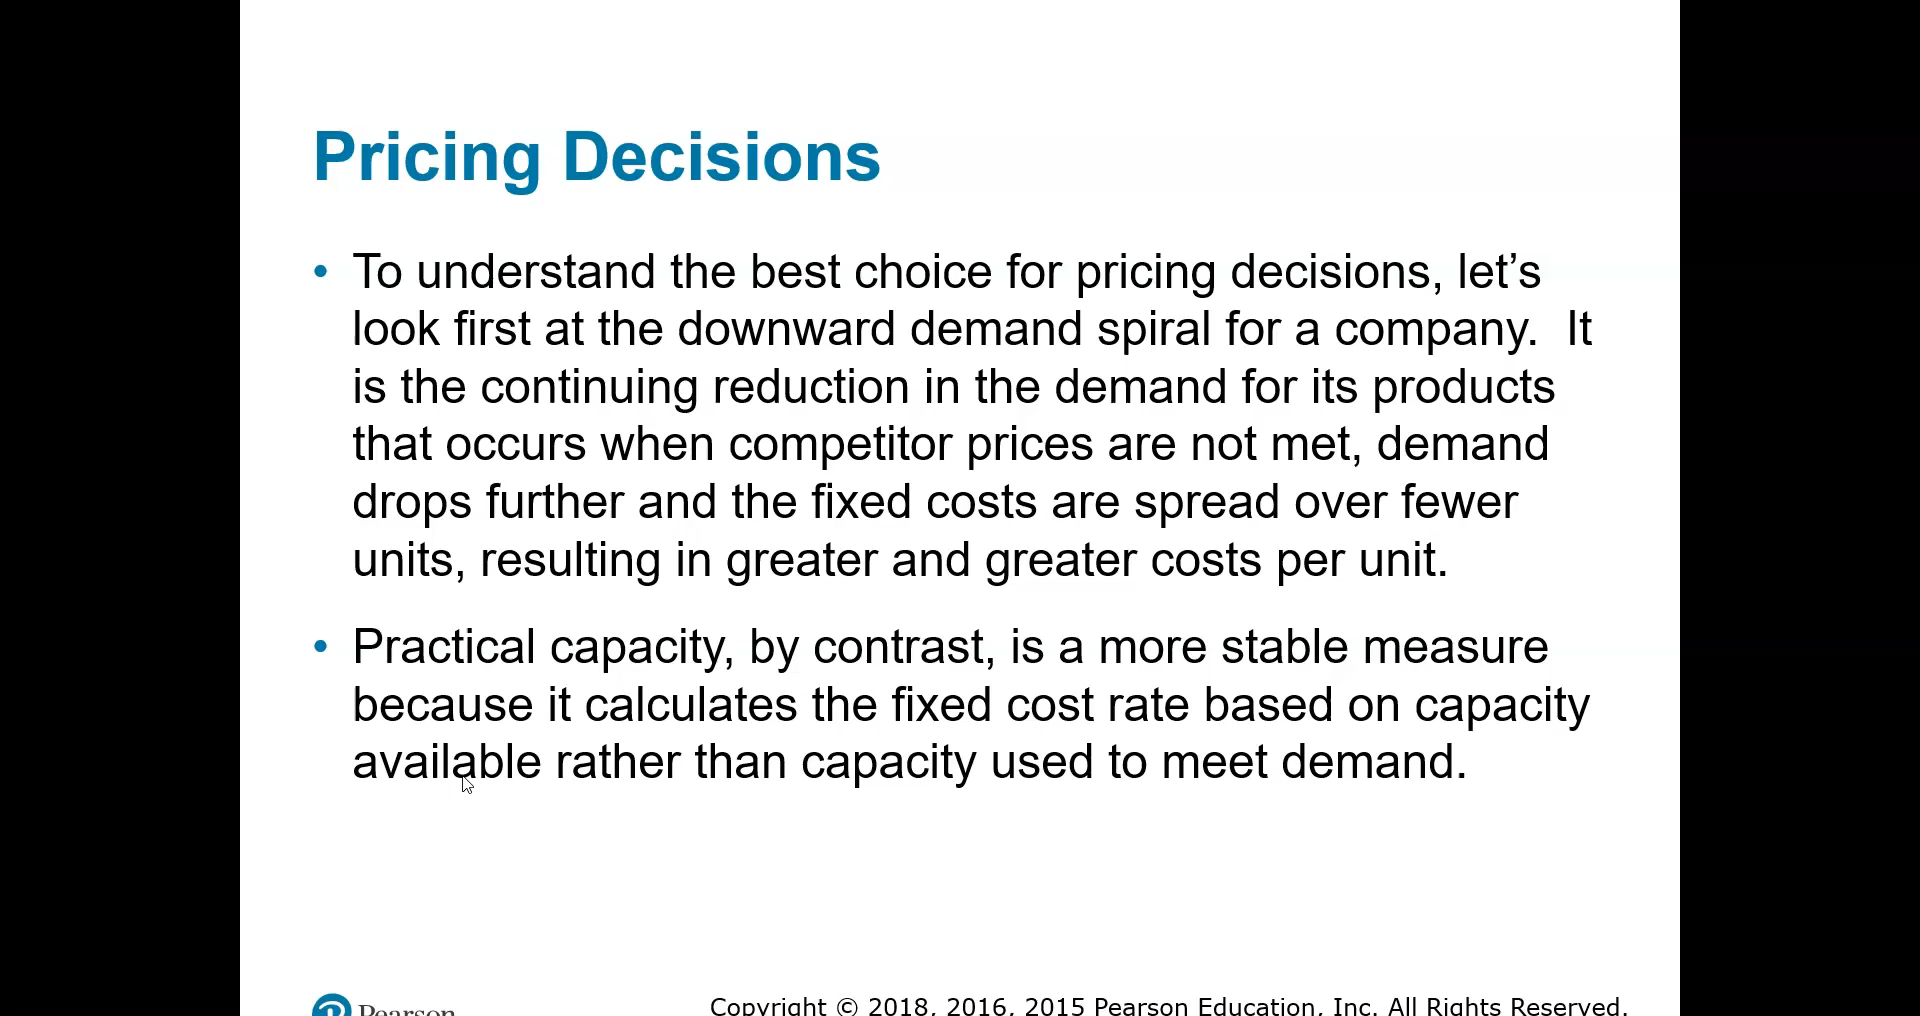 Pricing Decisions
• To understand the best choice for pricing decisions, let’s
look first at the downward demand spiral for a company.  It
is the continuing reduction in the demand for its products
that occurs when competitor prices are not met, demand
drops further and the fixed costs are spread over fewer
units, resulting in greater and greater costs per unit.
• Practical capacity, by contrast, is a more stable measure
because it calculates the fixed cost rate based on capacity
available rather than capacity used to meet demand.
Pearson
Copyright © 2018, 2016, 2015 Pearson Education, Inc. All Rights Reserved.